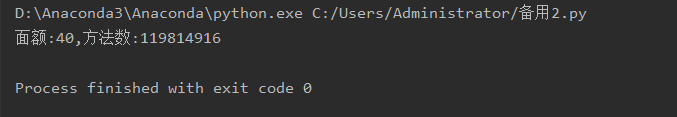 D:\Anaconda3\Anaconda\python.exe C:/Users/Administrator/备用2.py
面额:40,方法数:119814916
Process finished with exit code 0